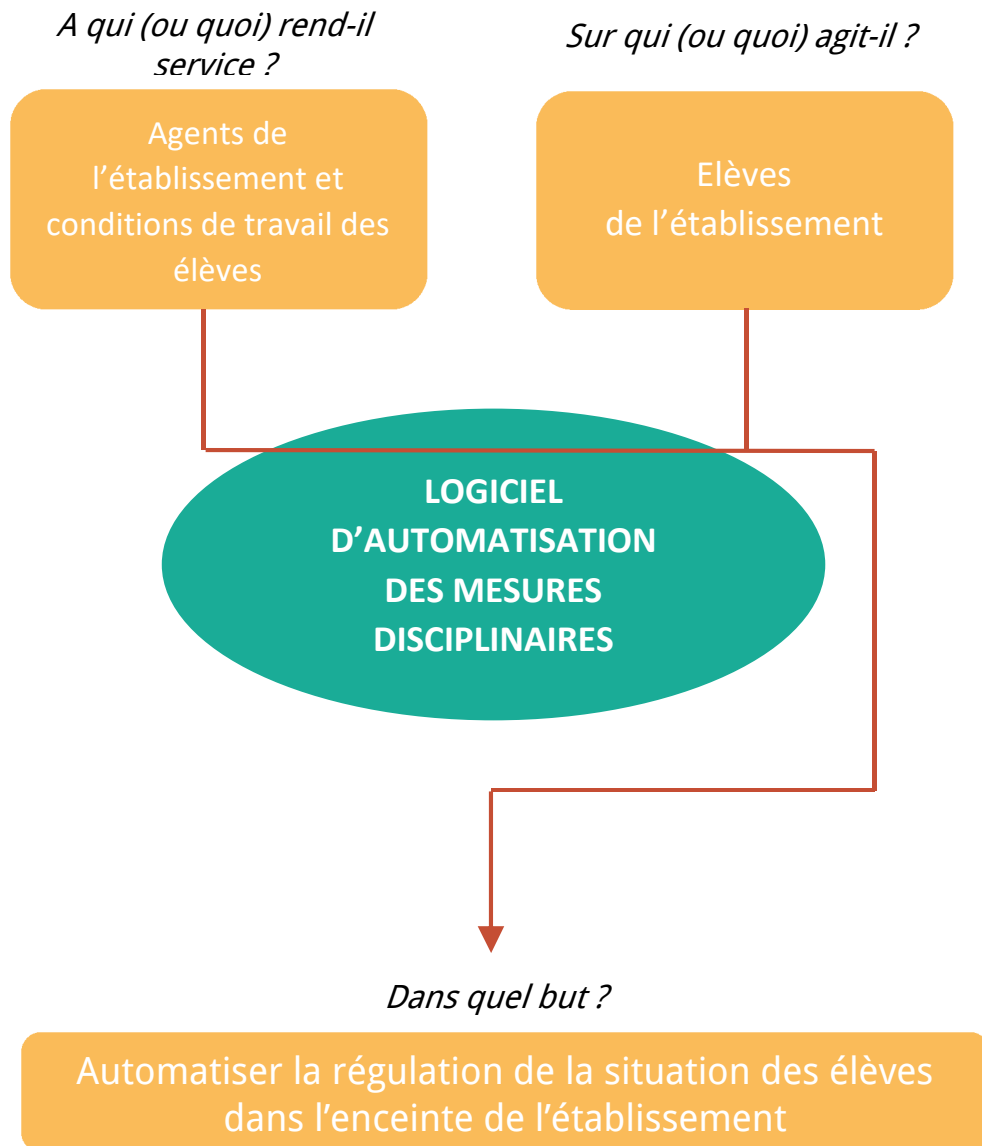 A qui (ou quoi) rend-il
service ?
Sur qui (ou quoi) agit-il ?
Agents de
l’établissement et
conditions de travail des
élèves
Elèves
de l’établissement
LOGICIEL
D’AUTOMATISATION
DES MESURES
DISCIPLINAIRES
Dans quel but ?
Automatiser la régulation de la situation des élèves
dans l’enceinte de l’établissement